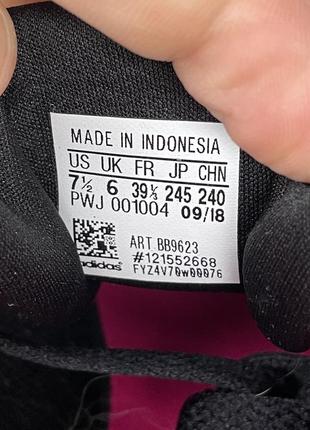 MADE IN INDONESIA
US UK FR JP CHN
7½ 6 39⅓ 245 240
PWJ 001004 09/18
ART.BB9623
#121552668
adidas FYZ4V70W00076